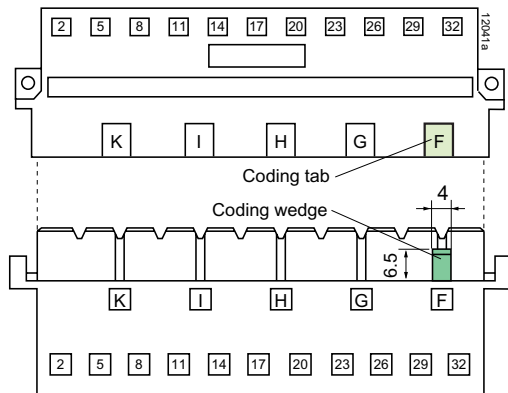 2 5 8 11 14 17 20 23 26 29 32
12041a
K I H G F
Coding tab
4
Coding wedge
6.5
K I H G F
2 5 8 11 14 17 20 23 26 29 32